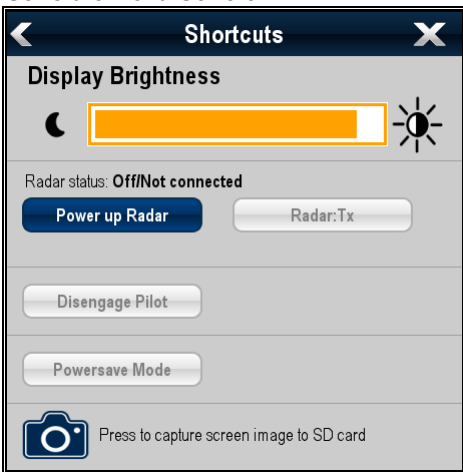 Shortcuts
Display Brightness
Radar status: Off/Not connected
Power up Radar
Radar:Tx
Disengage Pilot
Powersave Mode
Press to capture screen image to SD card